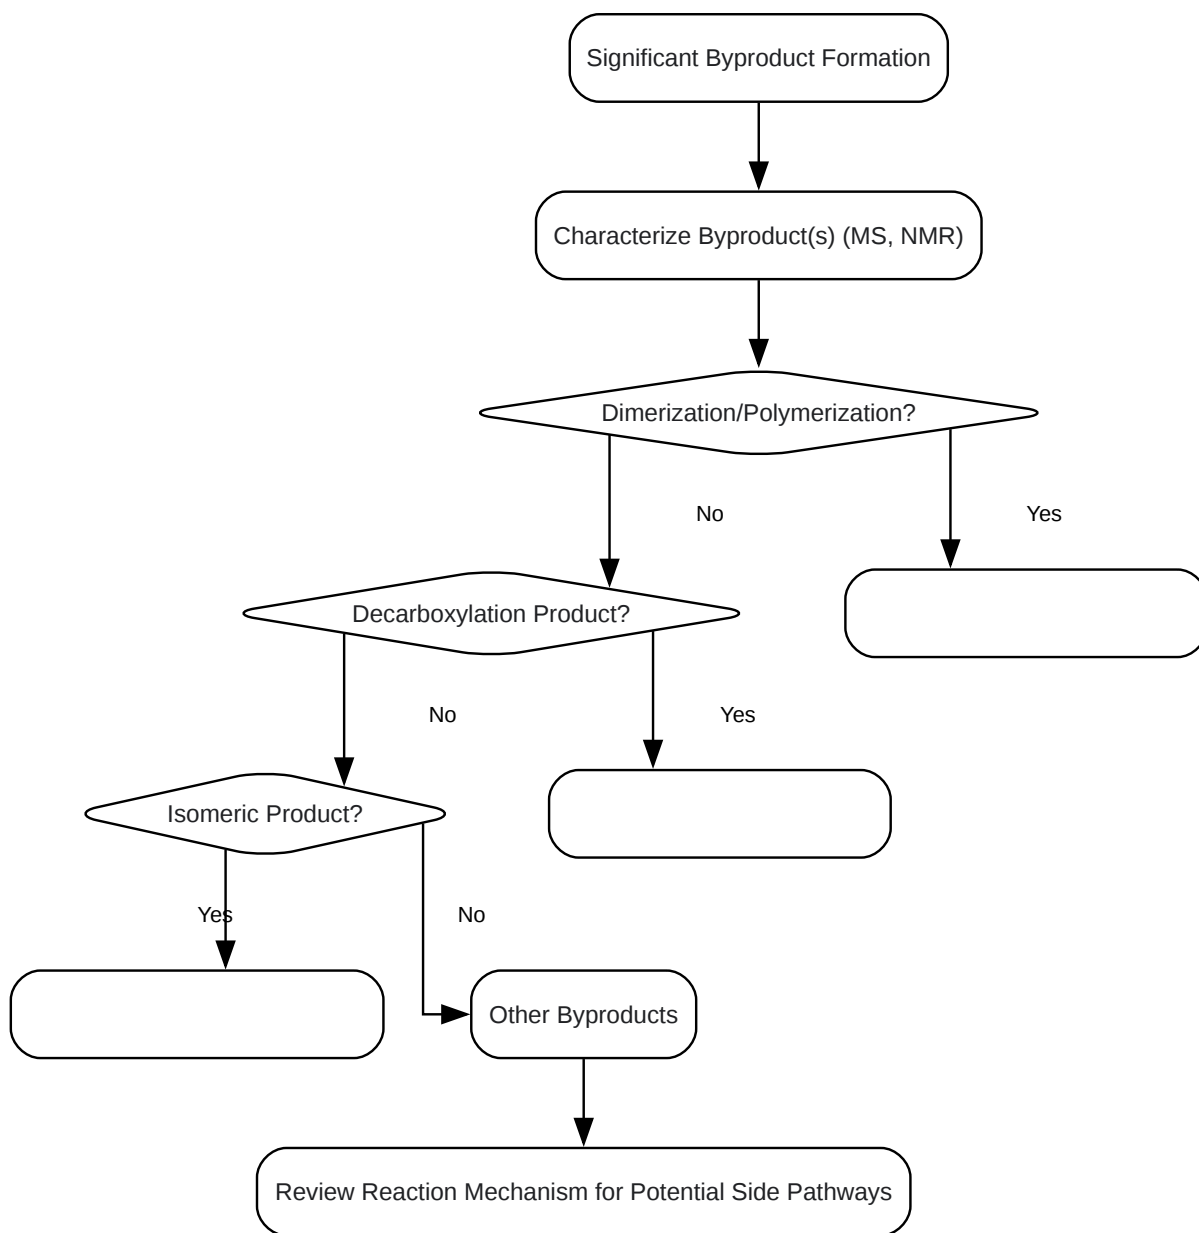 Significant Byproduct Formation
Characterize Byproduct(s) (MS, NMR)
Dimerization/Polymerization?
No
Yes
Decarboxylation Product?
No
Yes
Isomeric Product?
Yes
No
Other Byproducts
Review Reaction Mechanism for Potential Side Pathways